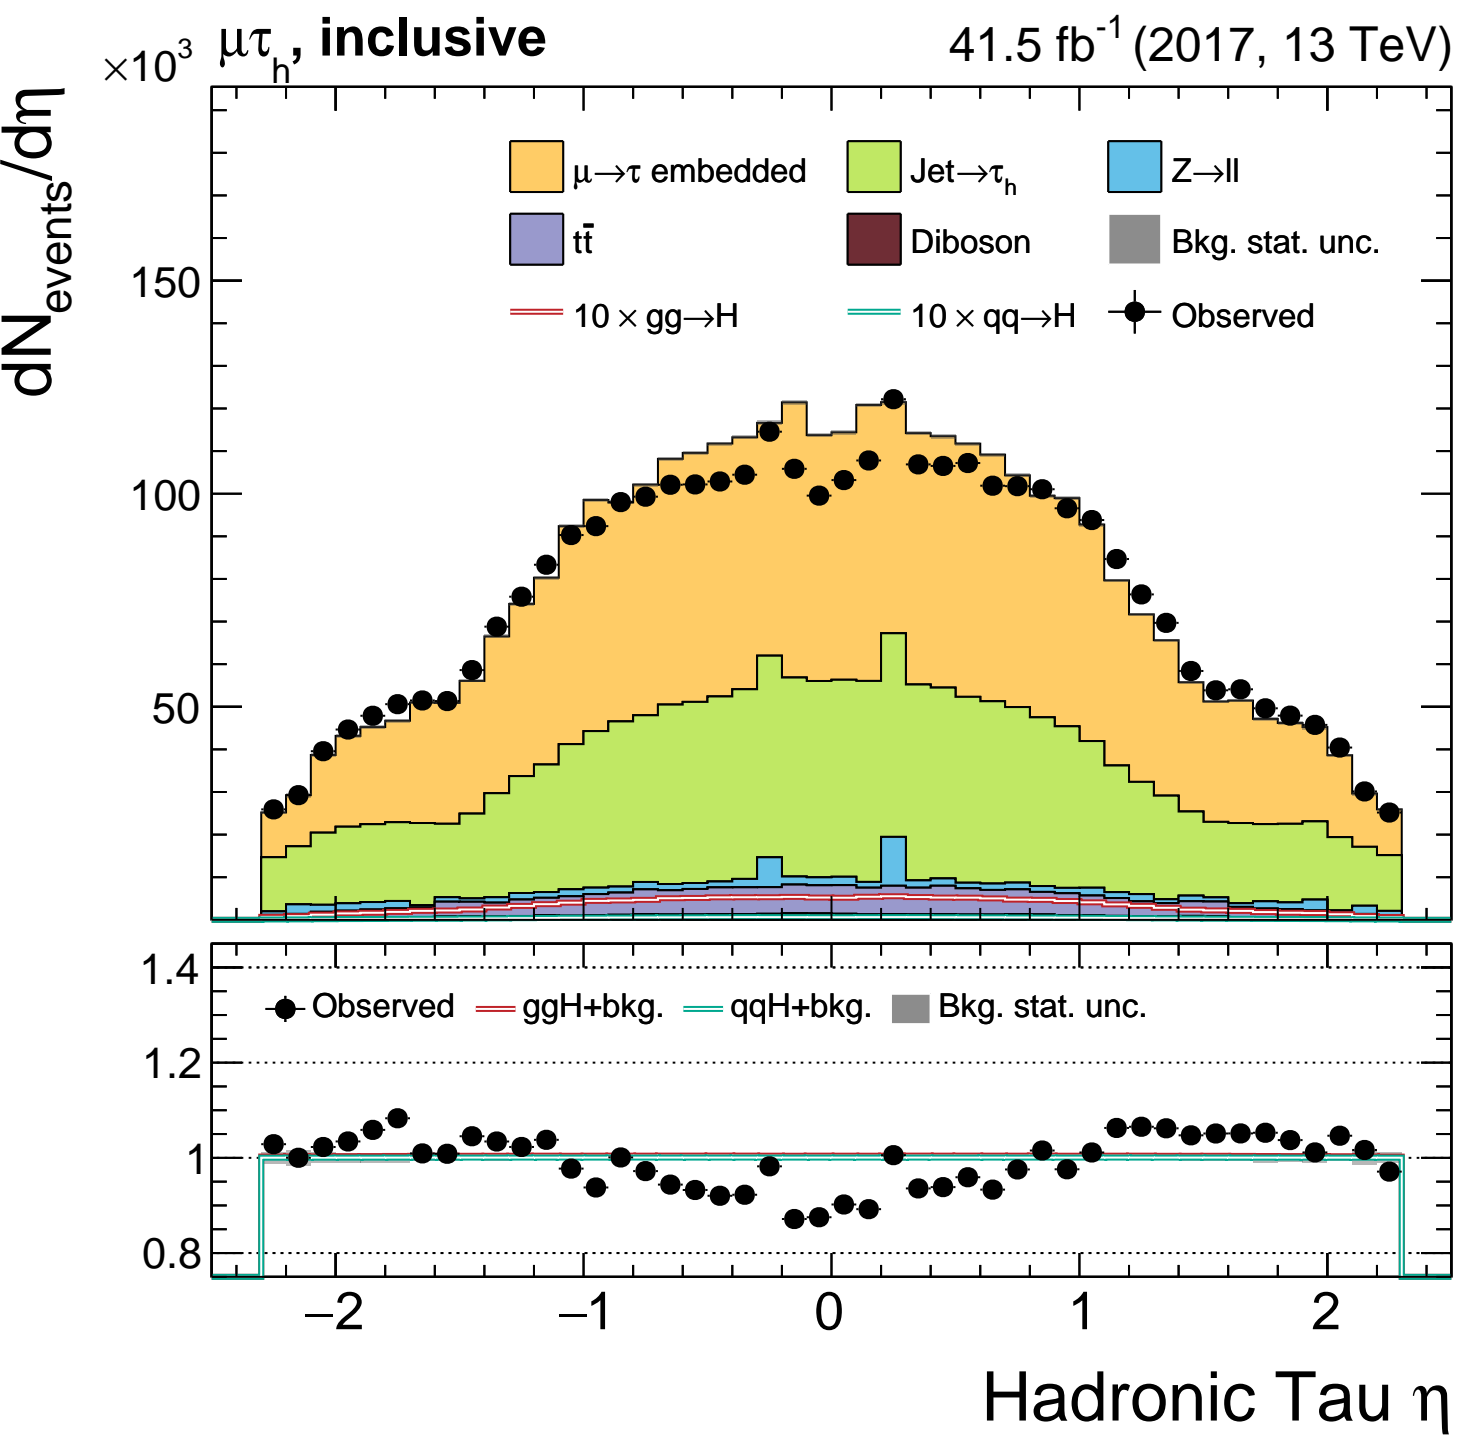 ×10³ μτₕ, inclusive 41.5 fb⁻¹ (2017, 13 TeV)
dN_events/dη
μ→τ embedded Jet→τₕ Z→ll
tt̄ Diboson Bkg. stat. unc.
10 × gg→H 10 × qq→H Observed
150
100
50
1.4
Observed ggH+bkg. qqH+bkg. Bkg. stat. unc.
1.2
1
0.8
−2 −1 0 1 2
Hadronic Tau η